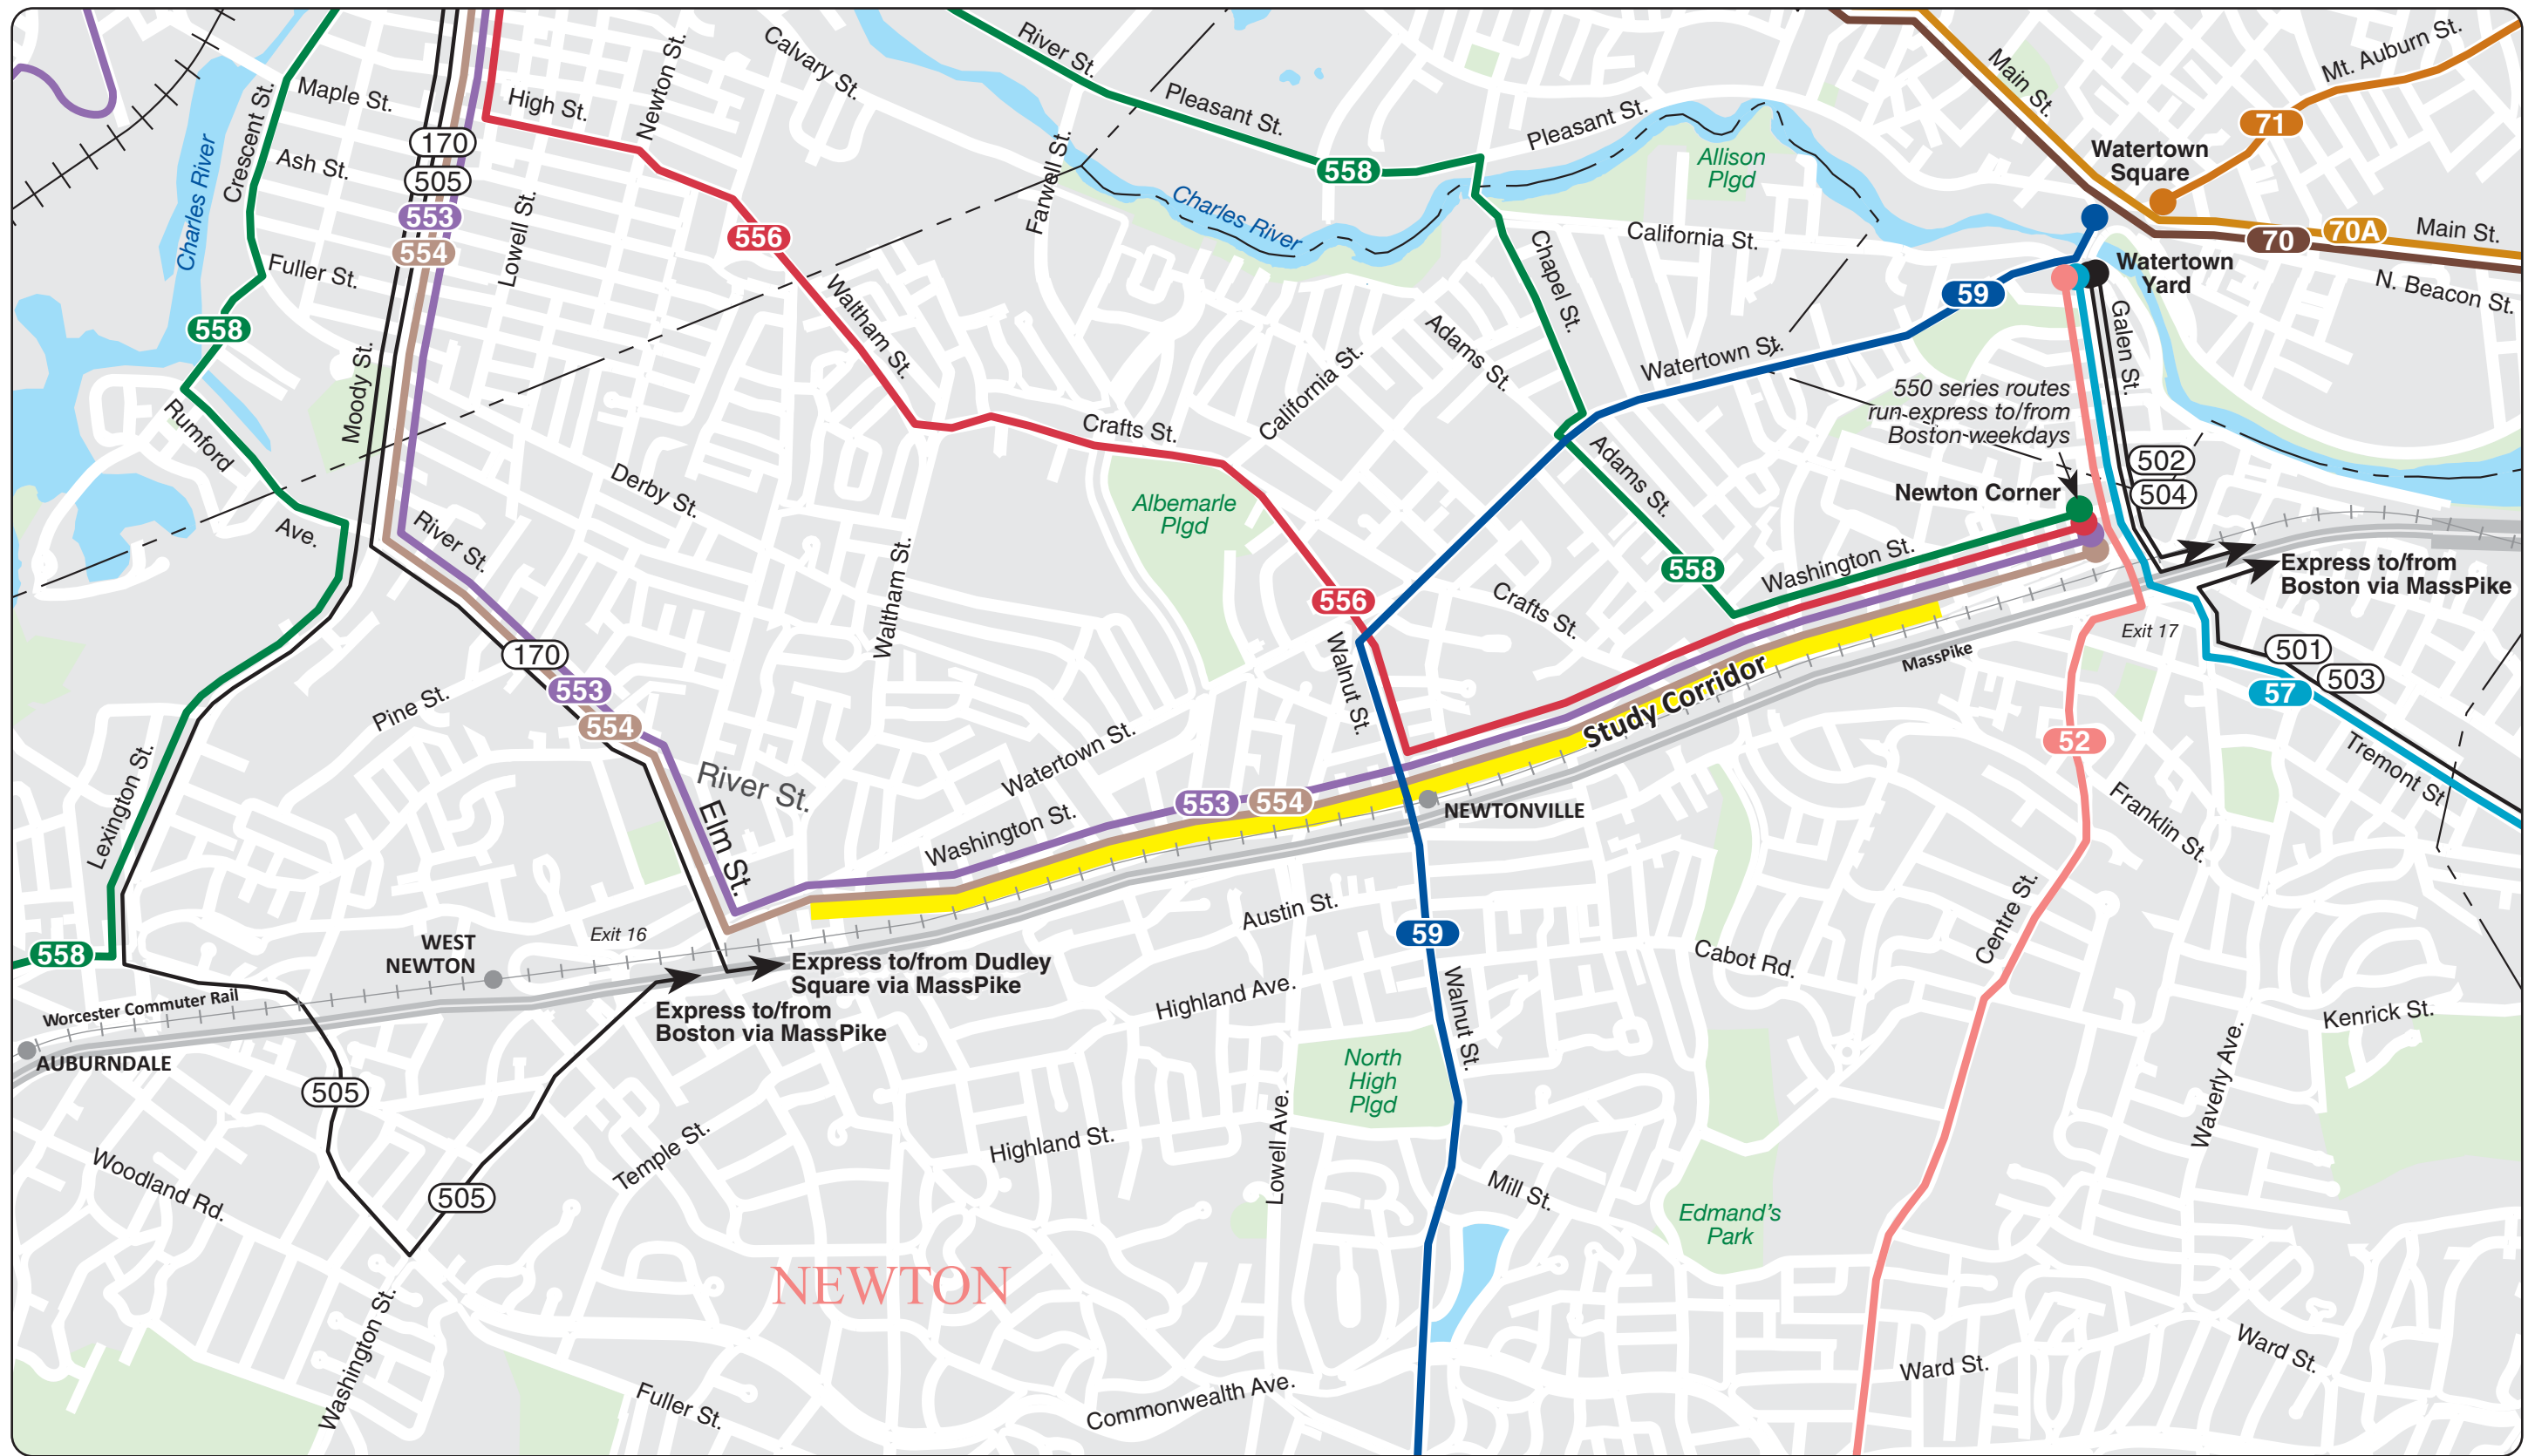 River St.
Calvary St.
Newton St.
Main St.
Mt. Auburn St.
Maple St.
High St.
Pleasant St.
Pleasant St.
Crescent St.
71
170
Ash St.
505
558
Allison
Plgd
Watertown
Square
Charles River
553
554
Lowell St.
556
Farwell St.
Charles River
California St.
70
70A
Main St.
Fuller St.
Chapel St.
59
Watertown
Yard
N. Beacon St.
558
Waltham St.
Adams St.
Watertown St.
Galen St.
Moody St.
California St.
550 series routes
run express to/from
Boston weekdays
Rumford
Ave.
Crafts St.
Derby St.
Albemarle
Plgd
Adams St.
502
504
Newton Corner
River St.
558
Washington St.
Express to/from
Boston via MassPike
Waltham St.
556
Crafts St.
Exit 17
170
553
554
Walnut St.
MassPike
501
503
57
Pine St.
Study Corridor
52
Watertown St.
River St.
Tremont St
Lexington St.
Elm St.
553
554
NEWTONVILLE
Franklin St.
Washington St.
Austin St.
59
Centre St.
558
WEST
NEWTON
Exit 16
Express to/from Dudley
Square via MassPike
Cabot Rd.
Worcester Commuter Rail
Express to/from
Boston via MassPike
Highland Ave.
Walnut St.
Kenrick St.
AUBURNDALE
505
North
High
Plgd
Waverly Ave.
Woodland Rd.
Temple St.
Highland St.
Lowell Ave.
505
Mill St.
Edmand's
Park
NEWTON
Washington St.
Fuller St.
Commonwealth Ave.
Ward St.
Ward St.